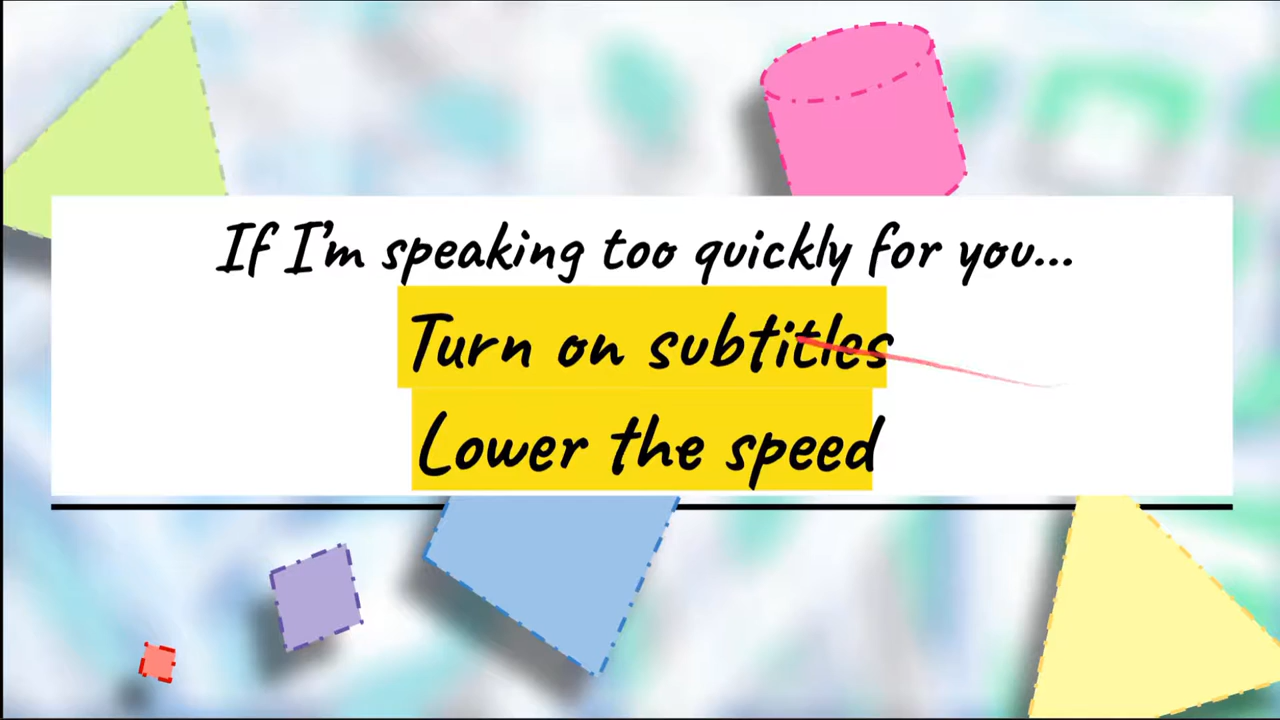 If I'm speaking too quickly for you...
Turn on subtitles
Lower the speed